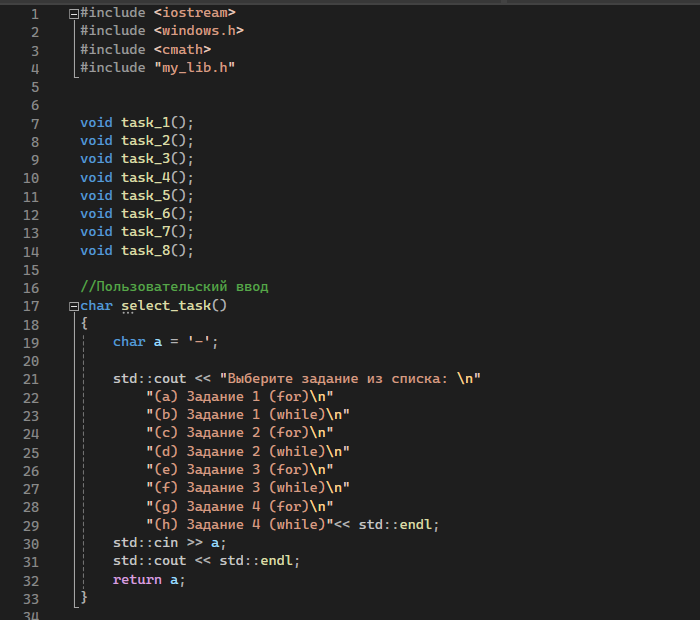 1 #include <iostream>
2 #include <windows.h>
3 #include <cmath>
4 #include "my_lib.h"
5
6
7 void task_1();
8 void task_2();
9 void task_3();
10 void task_4();
11 void task_5();
12 void task_6();
13 void task_7();
14 void task_8();
15
16 //Пользовательский ввод
17 char select_task()
18 {
19 char a = '-';
20
21 std::cout << "Выберите задание из списка: \n"
22 "(a) Задание 1 (for)\n"
23 "(b) Задание 1 (while)\n"
24 "(c) Задание 2 (for)\n"
25 "(d) Задание 2 (while)\n"
26 "(e) Задание 3 (for)\n"
27 "(f) Задание 3 (while)\n"
28 "(g) Задание 4 (for)\n"
29 "(h) Задание 4 (while)"<< std::endl;
30 std::cin >> a;
31 std::cout << std::endl;
32 return a;
33 }
34